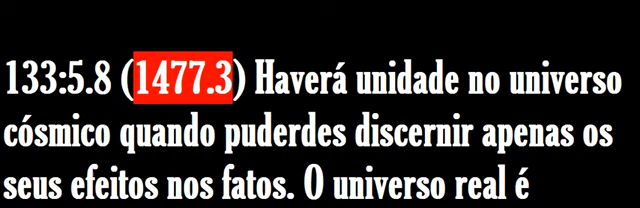 133:5.8 (1477.3) Haverá unidade no universo
cósmico quando puderdes discernir apenas os
seus efeitos nos fatos. O universo real é